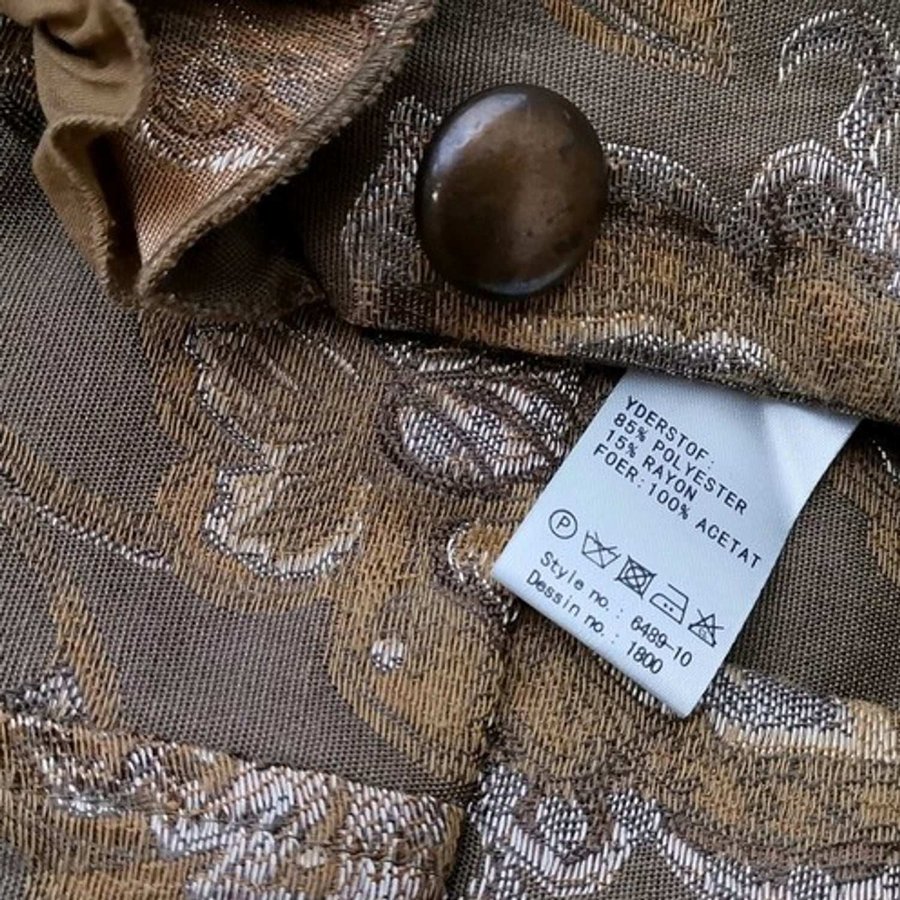 YDERSTOF:
85% POLYESTER
15% RAYON
FOER:100% ACETAT
P
Style no.: 6489-10
Dessin no.: 1800